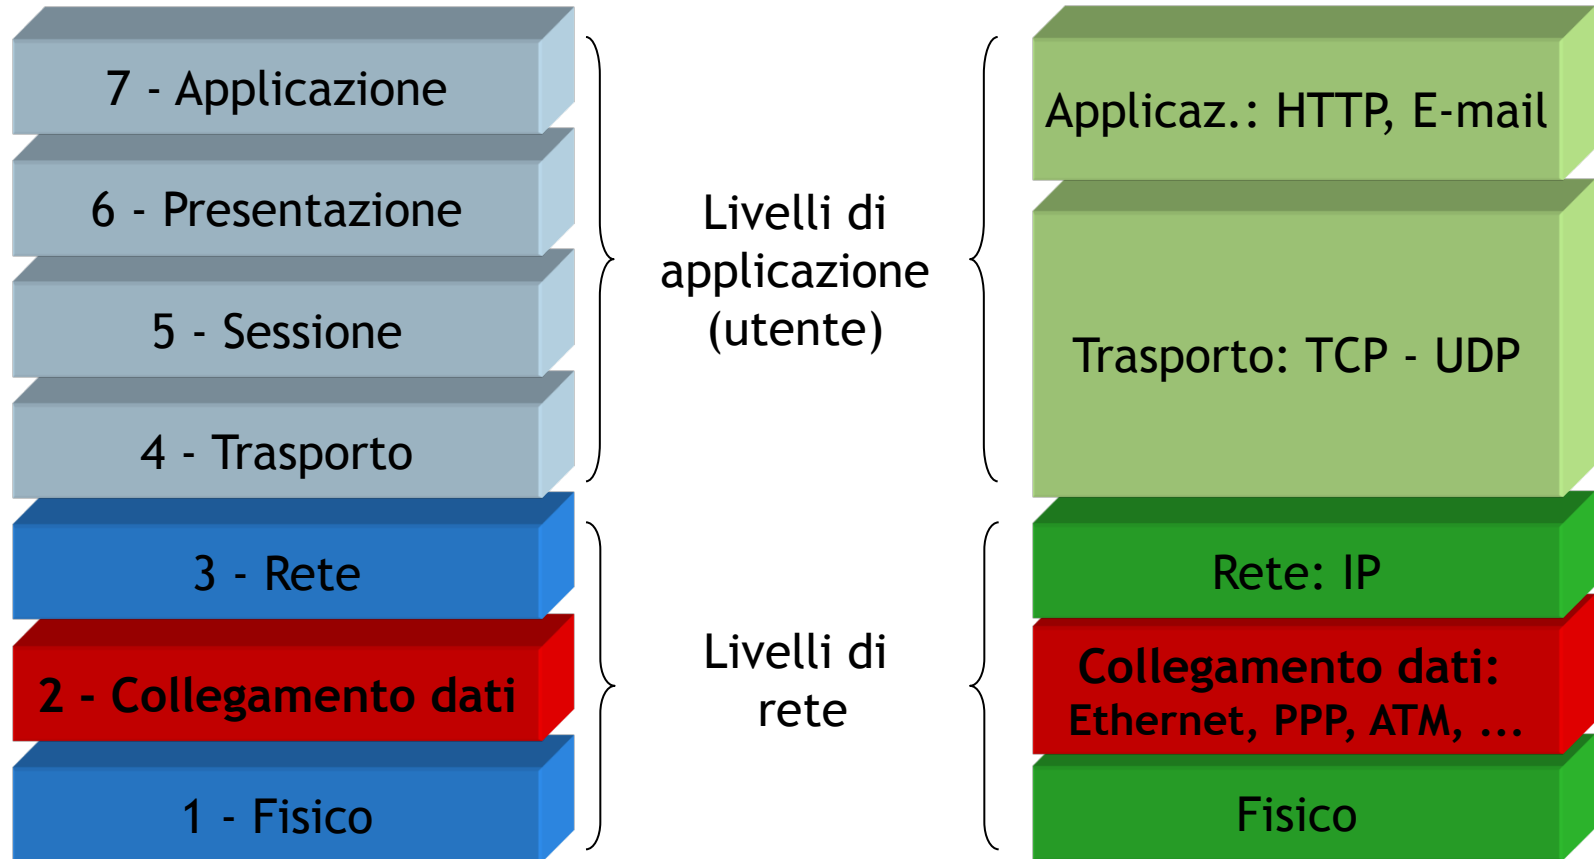 7 - Applicazione
6 - Presentazione
5 - Sessione
4 - Trasporto
3 - Rete
2 - Collegamento dati
1 - Fisico
Livelli di
applicazione
(utente)
Livelli di
rete
Applicaz.: HTTP, E-mail
Trasporto: TCP - UDP
Rete: IP
Collegamento dati:
Ethernet, PPP, ATM, ...
Fisico